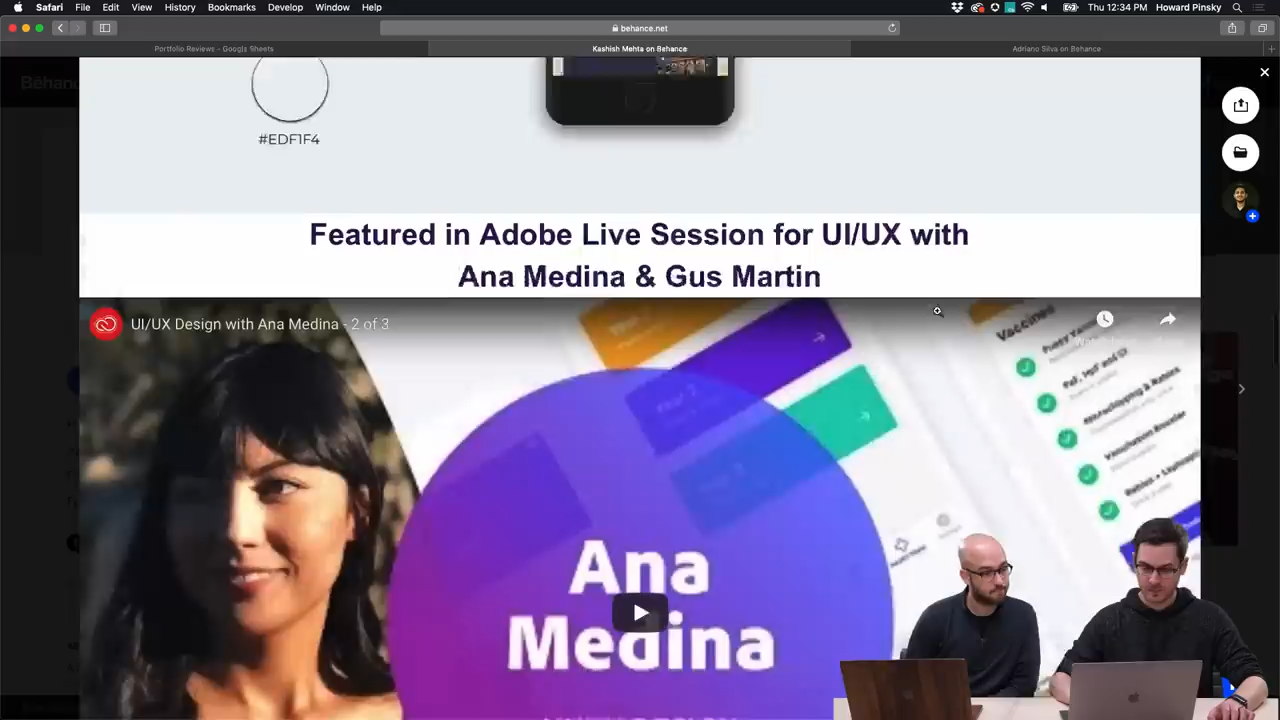 Safari File Edit View History Bookmarks Develop Window Help Thu 12:34 PM Howard Pinsky
behance.net
Portfolio Reviews - Google Sheets Kashish Mehta on Behance Adriano Silva on Behance
Béhanc
#EDF1F4
Featured in Adobe Live Session for UI/UX with
Ana Medina & Gus Martin
UI/UX Design with Ana Medina - 2 of 3
Vaccines
Ana
Medina